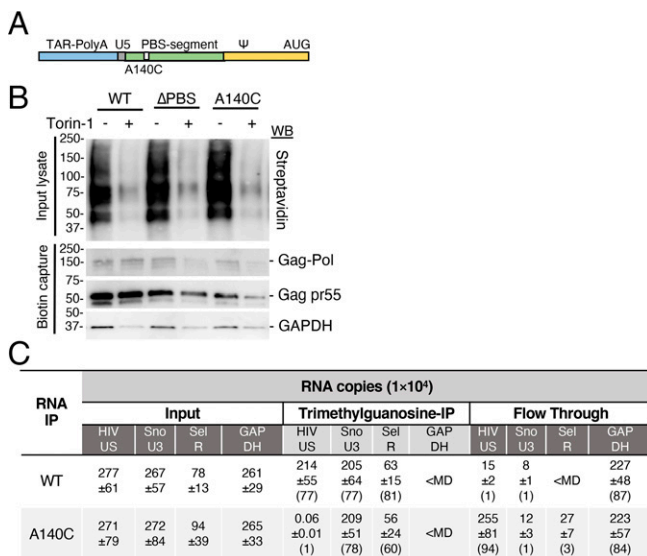 A
TAR-PolyA U5 PBS-segment Ψ AUG
A140C
B
WT ΔPBS A140C
Torin-1 - + - + - + WB
Input lysate
250-
150-
100-
75-
50-
37-
Streptavidin
Biotin capture
250-
150-
- Gag-Pol
75-
50-
- Gag pr55
50-
37-
- GAPDH
C
RNA IP
RNA copies (1×10⁴)
Input Trimethylguanosine-IP Flow Through
HIV US Sno U3 Sel R GAP DH HIV US Sno U3 Sel R GAP DH HIV US Sno U3 Sel R GAP DH
WT 277 ±61 267 ±57 78 ±13 261 ±29 214 ±55 (77) 205 ±64 (77) 63 ±15 (81) <MD 15 ±2 (1) 8 ±1 (1) <MD 227 ±48 (87)
A140C 271 ±79 272 ±84 94 ±39 265 ±33 0.06 ±0.01 (1) 209 ±51 (78) 56 ±24 (60) <MD 255 ±81 (94) 12 ±3 (3) 27 ±7 (3) 223 ±57 (84)